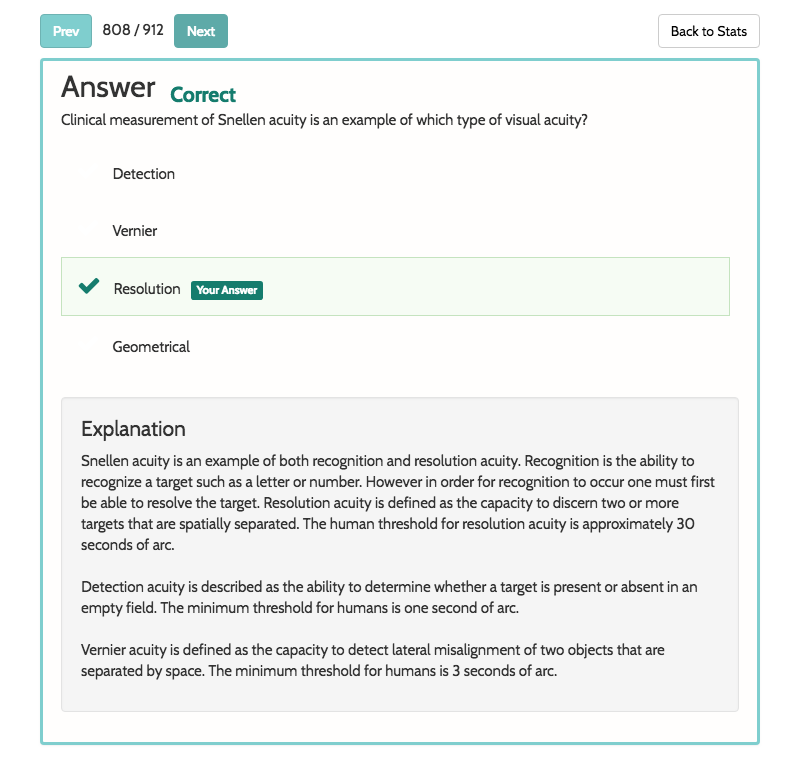 Prev 808 / 912 Next Back to Stats
Answer Correct
Clinical measurement of Snellen acuity is an example of which type of visual acuity?
Detection
Vernier
Resolution Your Answer
Geometrical
Explanation
Snellen acuity is an example of both recognition and resolution acuity. Recognition is the ability to
recognize a target such as a letter or number. However in order for recognition to occur one must first
be able to resolve the target. Resolution acuity is defined as the capacity to discern two or more
targets that are spatially separated. The human threshold for resolution acuity is approximately 30
seconds of arc.
Detection acuity is described as the ability to determine whether a target is present or absent in an
empty field. The minimum threshold for humans is one second of arc.
Vernier acuity is defined as the capacity to detect lateral misalignment of two objects that are
separated by space. The minimum threshold for humans is 3 seconds of arc.